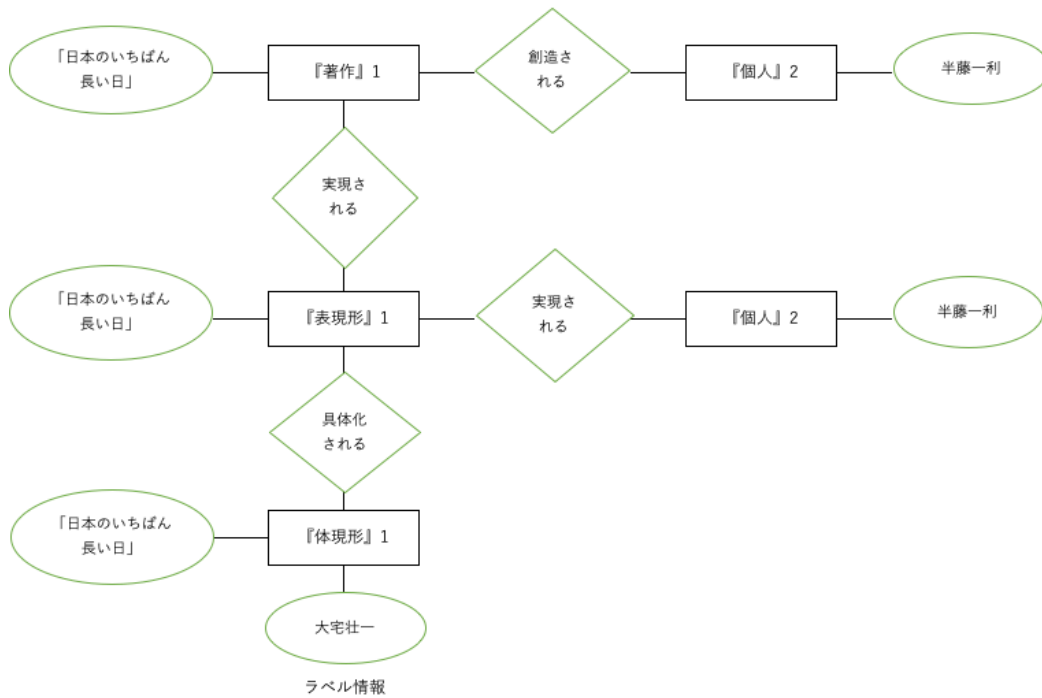 「日本のいちばん
長い日」
『著作』1
創造さ
れる
『個人』2
半藤一利
実現さ
れる
「日本のいちばん
長い日」
『表現形』1
実現さ
れる
『個人』2
半藤一利
具体化
される
「日本のいちばん
長い日」
『体現形』1
大宅壮一
ラベル情報